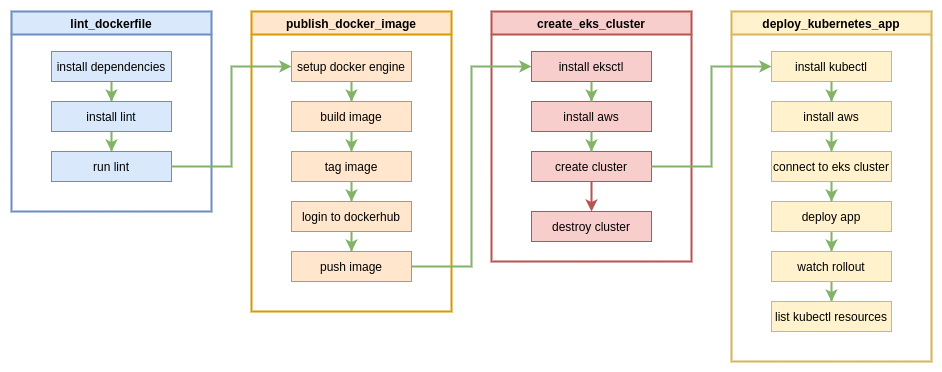 lint_dockerfile
install dependencies
install lint
run lint
publish_docker_image
setup docker engine
build image
tag image
login to dockerhub
push image
create_eks_cluster
install eksctl
install aws
create cluster
destroy cluster
deploy_kubernetes_app
install kubectl
install aws
connect to eks cluster
deploy app
watch rollout
list kubectl resources